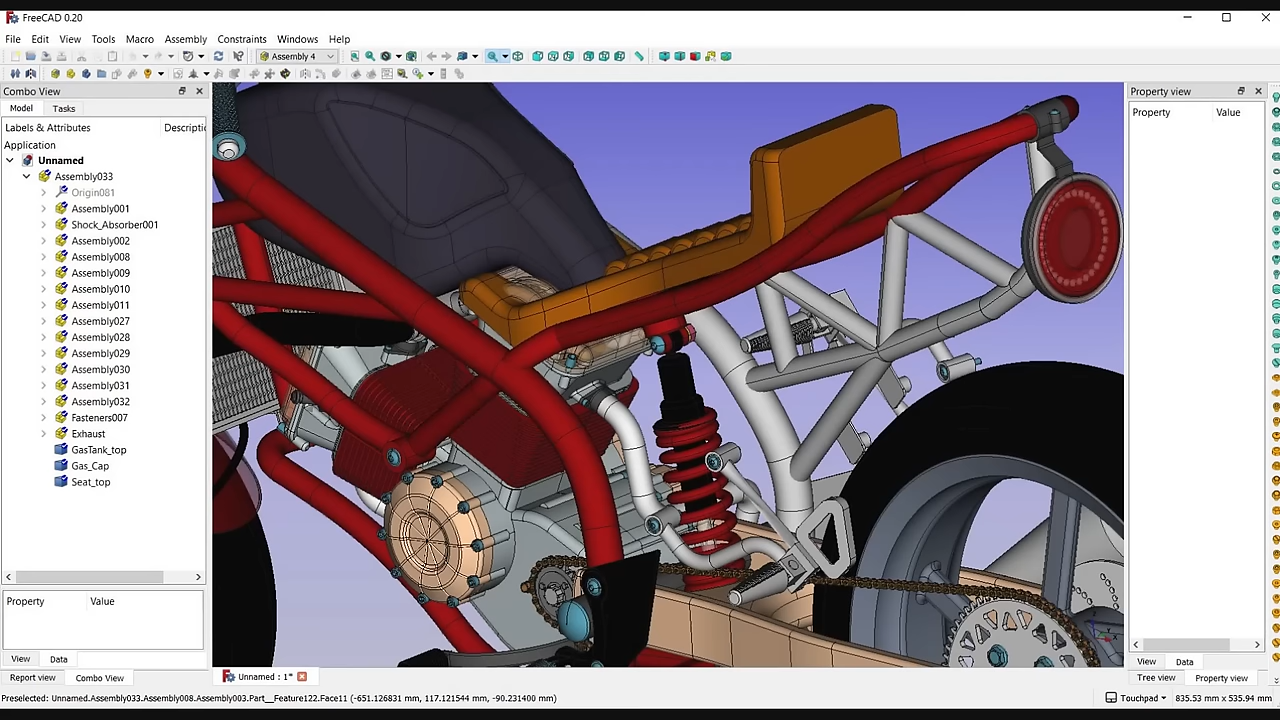 FreeCAD 0.20
File Edit View Tools Macro Assembly Constraints Windows Help
Assembly 4
Combo View
Model Tasks
Labels & Attributes Descriptic
Application
Unnamed
Assembly033
Origin081
Assembly001
Shock_Absorber001
Assembly002
Assembly008
Assembly009
Assembly010
Assembly011
Assembly027
Assembly028
Assembly029
Assembly030
Assembly031
Assembly032
Fasteners007
Exhaust
GasTank_top
Gas_Cap
Seat_top
Property Value
View Data
Report view Combo View
Unnamed : 1*
Property view
Property Value
View Data
Tree view Property view
Preselected: Unnamed.Assembly033.Assembly008.Assembly003.Part__Feature122.Face11 (-651.126831 mm, 117.121544 mm, -90.231400 mm)
Touchpad 835.53 mm x 535.94 mm